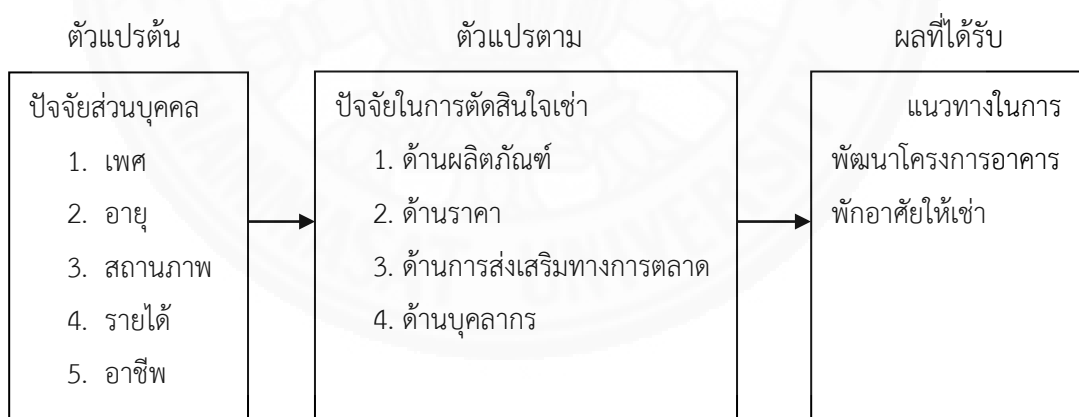 ตัวแปรต้น
ตัวแปรตาม
ผลที่ได้รับ
ปัจจัยส่วนบุคคล
1. เพศ
2. อายุ
3. สถานภาพ
4. รายได้
5. อาชีพ
ปัจจัยในการตัดสินใจเช่า
1. ด้านผลิตภัณฑ์
2. ด้านราคา
3. ด้านการส่งเสริมทางการตลาด
4. ด้านบุคลากร
แนวทางในการ
พัฒนาโครงการอาคาร
พักอาศัยให้เช่า